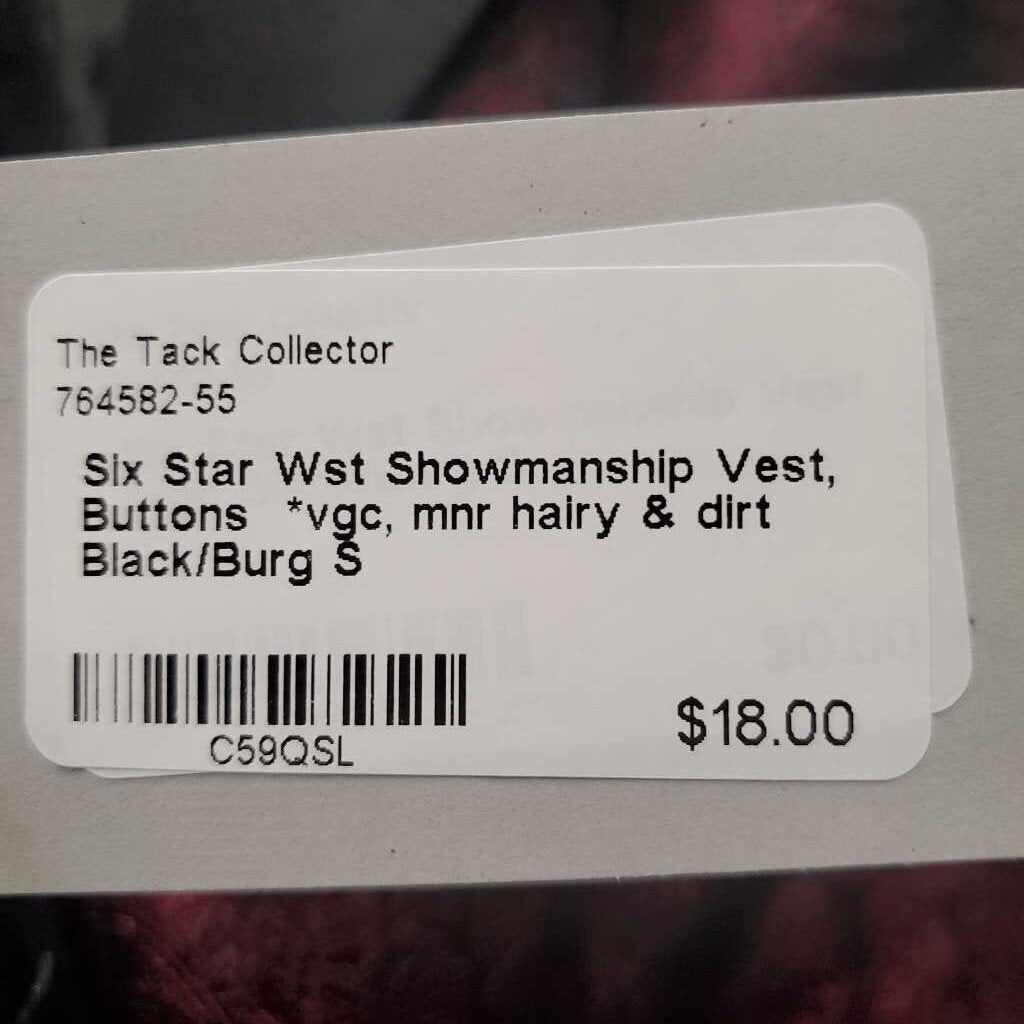 The Tack Collector
764582-55
Six Star Wst Showmanship Vest,
Buttons *vgc, mnr hairy & dirt
Black/Burg S
C59QSL
$18.00